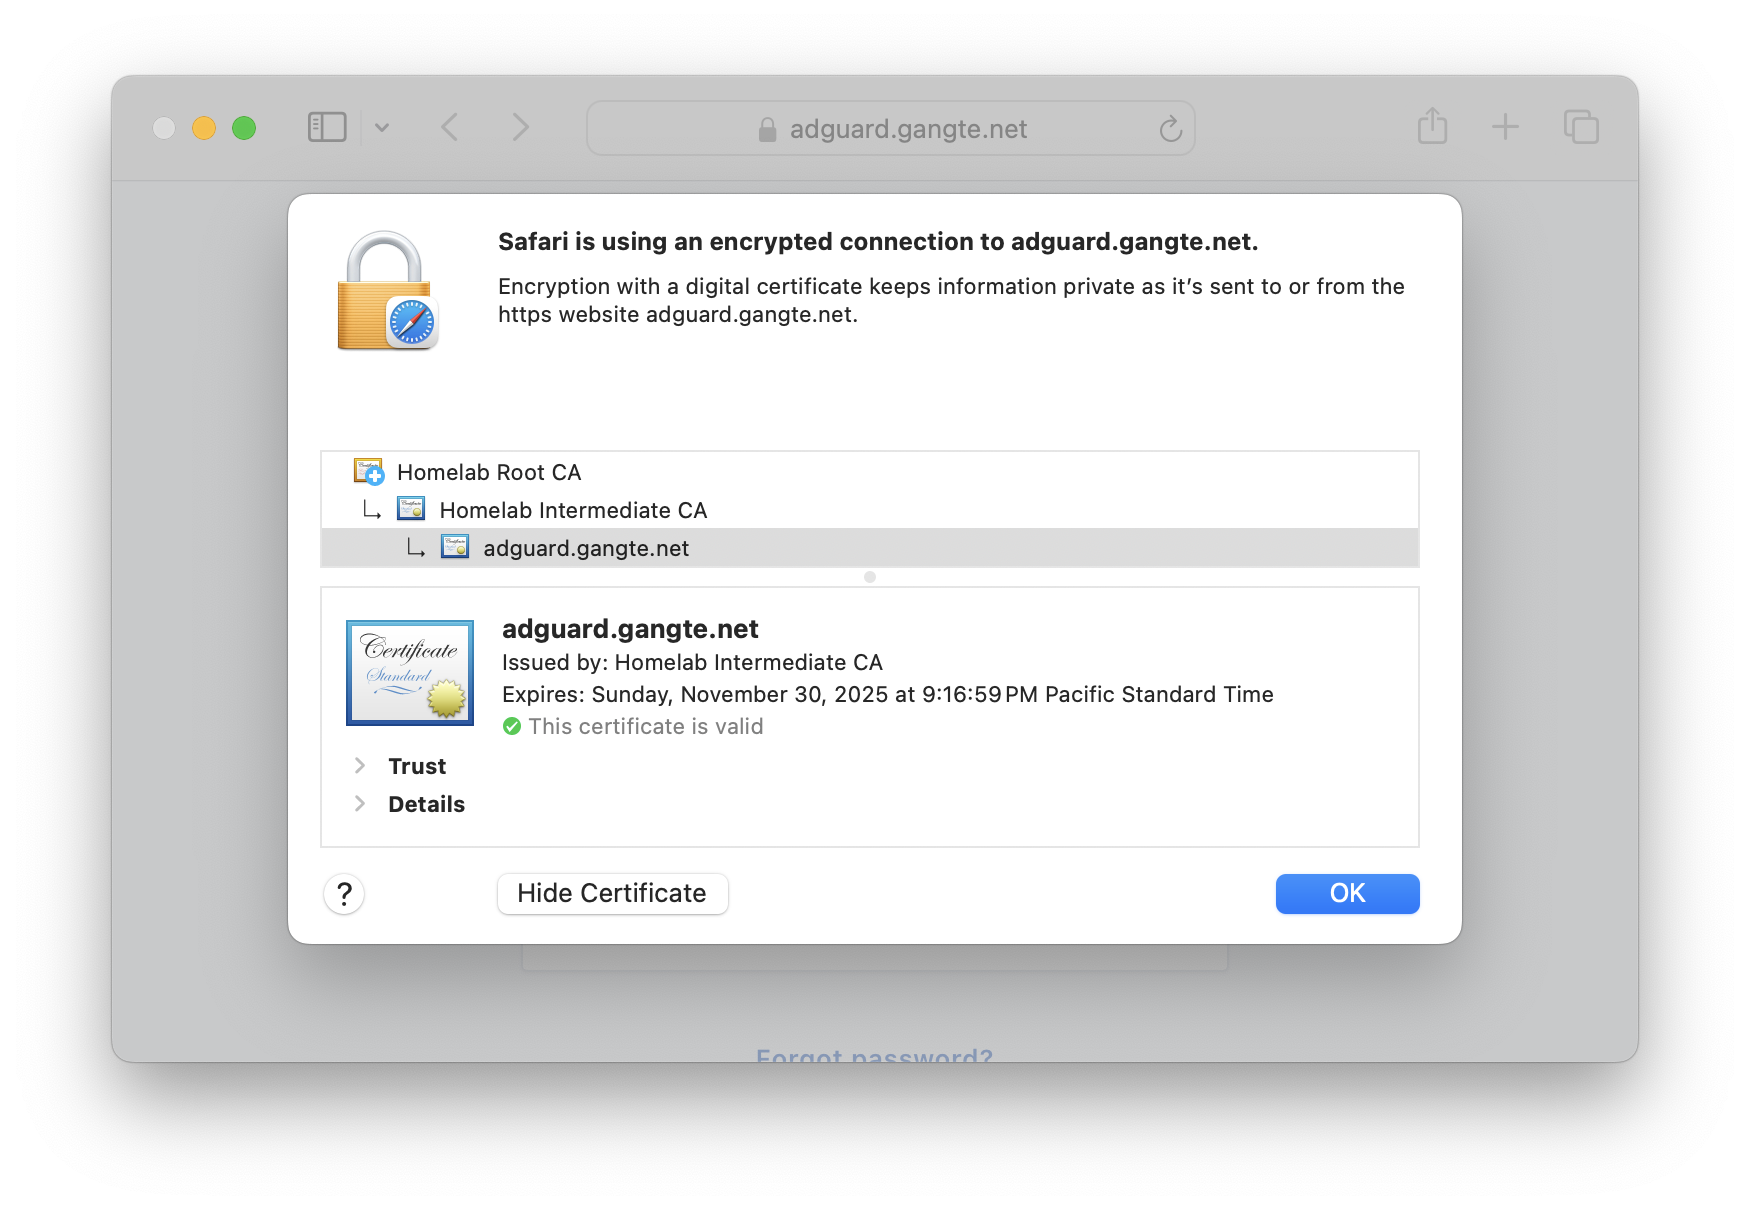 adguard.gangte.net
Safari is using an encrypted connection to adguard.gangte.net.
Encryption with a digital certificate keeps information private as it’s sent to or from the
https website adguard.gangte.net.
Homelab Root CA
Homelab Intermediate CA
adguard.gangte.net
Certificate
Standard
adguard.gangte.net
Issued by: Homelab Intermediate CA
Expires: Sunday, November 30, 2025 at 9:16:59 PM Pacific Standard Time
This certificate is valid
Trust
Details
?
Hide Certificate
OK
Forgot password?